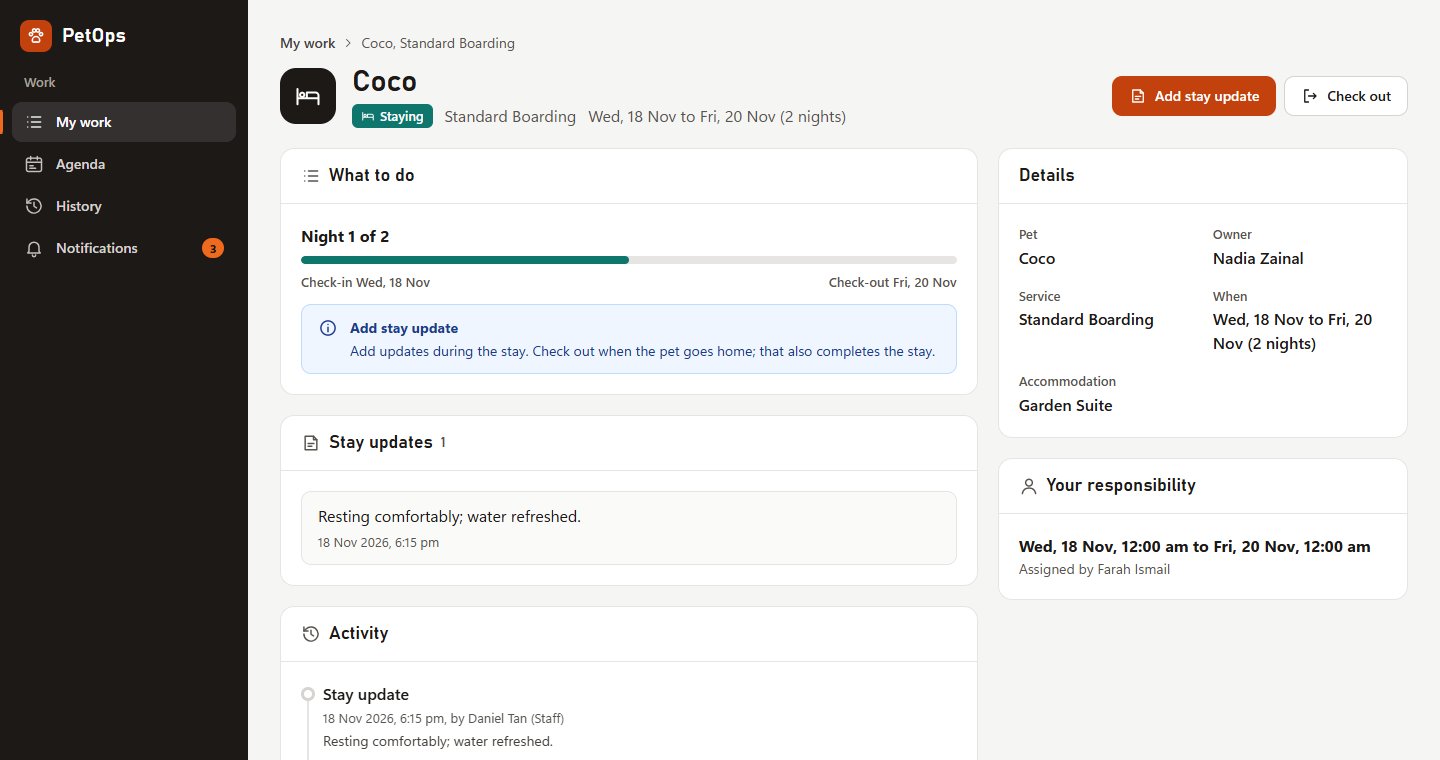 PetOps
Work
My work
Agenda
History
Notifications 3
My work > Coco, Standard Boarding
Coco
Staying Standard Boarding Wed, 18 Nov to Fri, 20 Nov (2 nights)
Add stay update
Check out
What to do
Night 1 of 2
Check-in Wed, 18 Nov Check-out Fri, 20 Nov
Add stay update
Add updates during the stay. Check out when the pet goes home; that also completes the stay.
Stay updates 1
Resting comfortably; water refreshed.
18 Nov 2026, 6:15 pm
Activity
Stay update
18 Nov 2026, 6:15 pm, by Daniel Tan (Staff)
Resting comfortably; water refreshed.
Details
Pet Owner
Coco Nadia Zainal
Service When
Standard Boarding Wed, 18 Nov to Fri, 20
Nov (2 nights)
Accommodation
Garden Suite
Your responsibility
Wed, 18 Nov, 12:00 am to Fri, 20 Nov, 12:00 am
Assigned by Farah Ismail